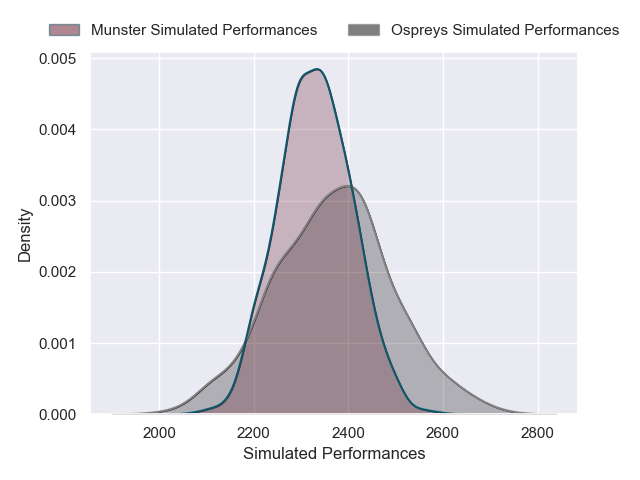 Munster Simulated Performances Ospreys Simulated Performances
0.005
0.004
0.003
0.002
0.001
0.000
Density
2000 2200 2400 2600 2800
Simulated Performances